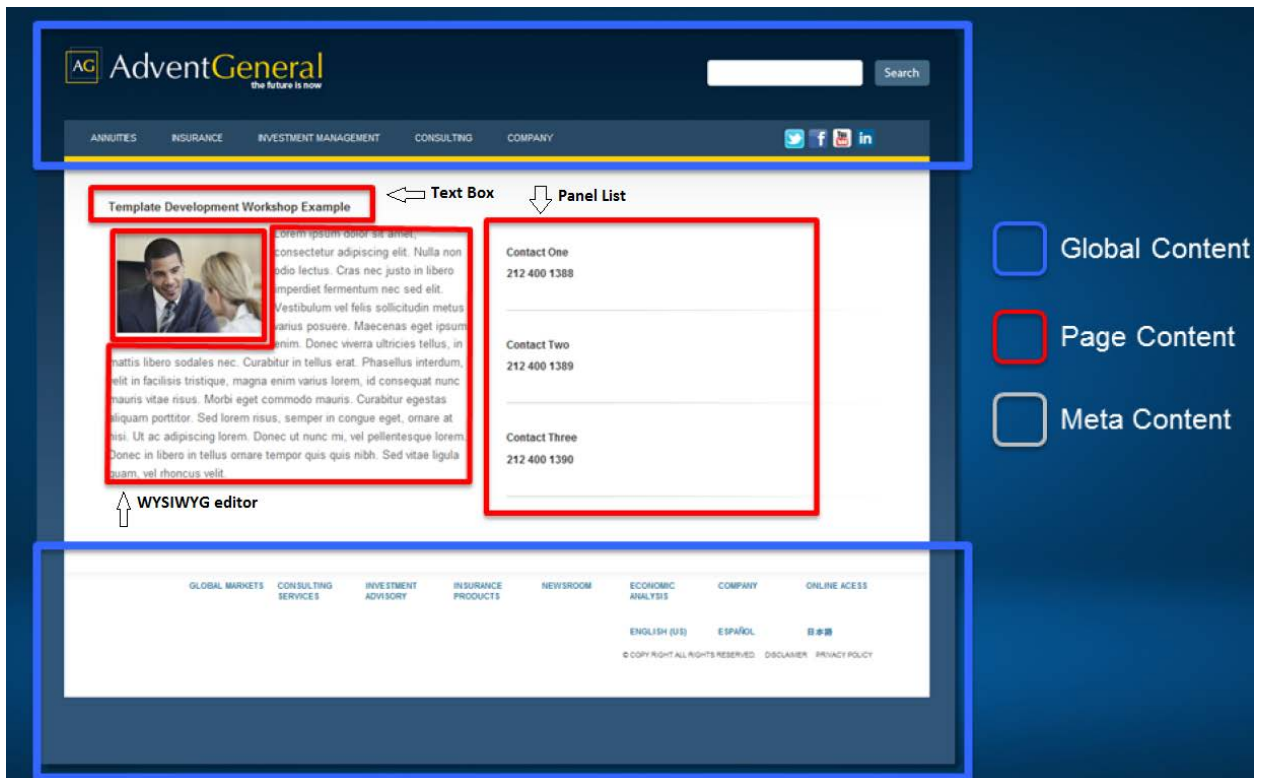 AG AdventGeneral
the future is now
Search
ANNUITIES INSURANCE INVESTMENT MANAGEMENT CONSULTING COMPANY
You Tube
f in
Text Box
Panel List
Template Development Workshop Example
Lorem ipsum dolor sit amet,
consectetur adipiscing elit. Nulla non
odio lectus. Cras nec justo in libero
imperdiet fermentum nec sed elit.
Vestibulum vel felis sollicitudin metus
varius posuere. Maecenas eget ipsum
enim. Donec viverra ultricies tellus, in
mattis libero sodales nec. Curabitur in tellus erat. Phasellus interdum,
velit in facilisis tristique, magna enim varius lorem, id consequat nunc
mauris vitae risus. Morbi eget commodo mauris. Curabitur egestas
aliquam porttitor. Sed lorem risus, semper in congue eget, ornare at
nisi. Ut ac adipiscing lorem. Donec ut nunc mi, vel pellentesque lorem.
Donec in libero in tellus ornare tempor quis quis nibh. Sed vitae ligula
quam, vel rhoncus velit.
WYSIWYG editor
Contact One
212 400 1388
Contact Two
212 400 1389
Contact Three
212 400 1390
Global Content
Page Content
Meta Content
GLOBAL MARKETS CONSULTING SERVICES INVESTMENT ADVISORY INSURANCE PRODUCTS NEWSROOM ECONOMIC ANALYSIS COMPANY ONLINE ACESS
ENGLISH (US) ESPAÑOL 日本語
© COPY RIGHT ALL RIGHTS RESERVED. DISCLAIMER PRIVACY POLICY